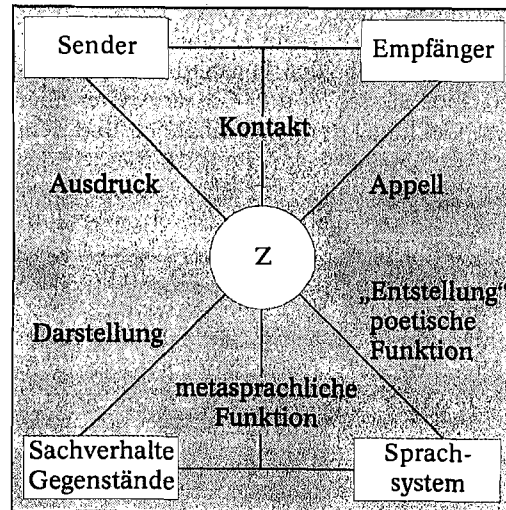 Sender
Empfänger
Kontakt
Ausdruck
Appell
Z
„Entstellung“
poetische
Funktion
Darstellung
metasprachliche
Funktion
Sachverhalte
Gegenstände
Sprach-
system